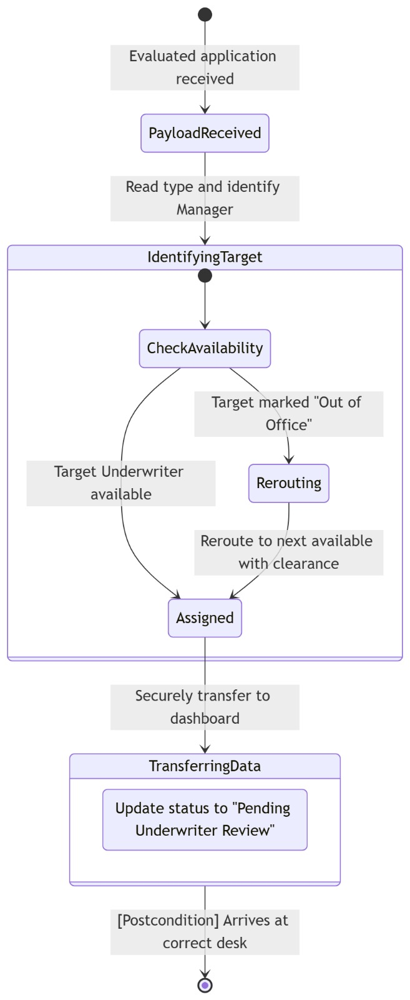 Evaluated application
received
PayloadReceived
Read type and identify
Manager
IdentifyingTarget
CheckAvailability
Target marked "Out of
Office"
Target Underwriter
available
Rerouting
Reroute to next available
with clearance
Assigned
Securely transfer to
dashboard
TransferringData
Update status to "Pending
Underwriter Review"
[Postcondition] Arrives at
correct desk